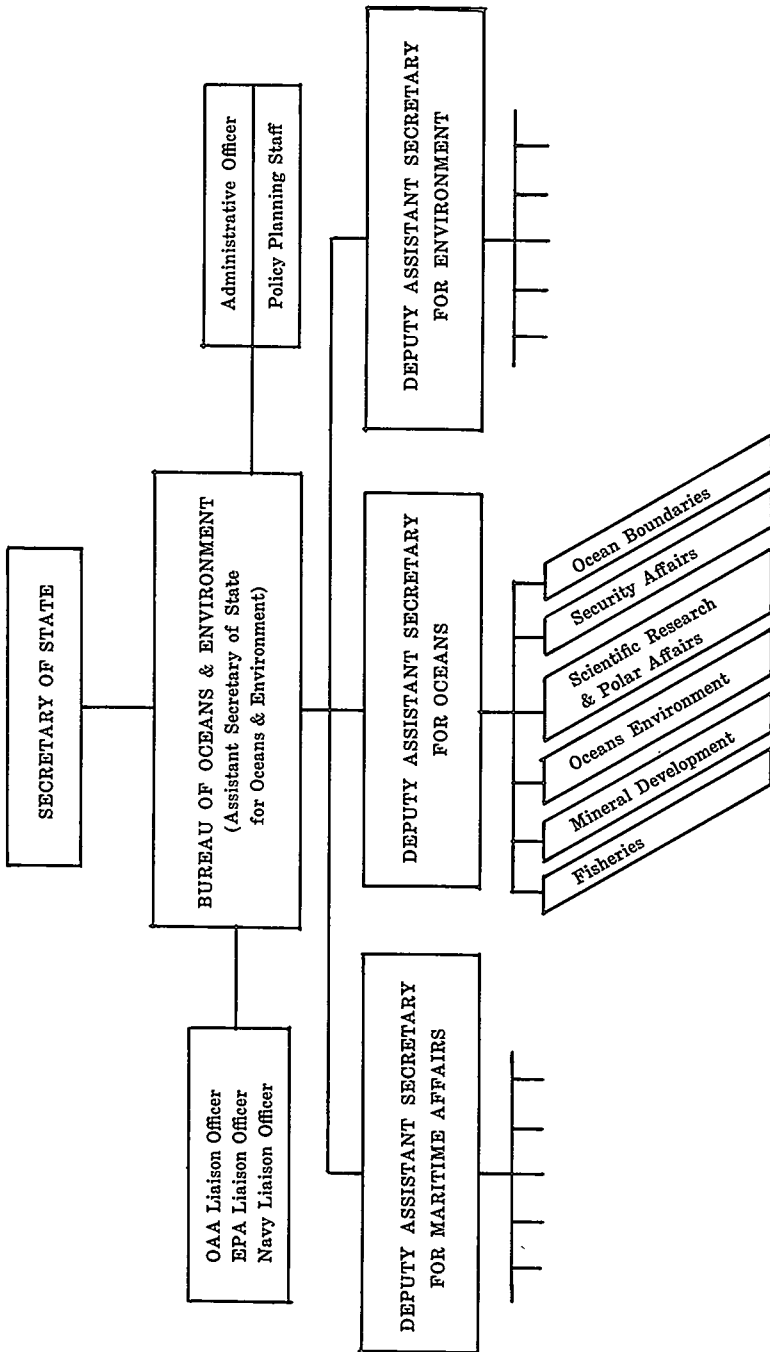 SECRETARY OF STATE
BUREAU OF OCEANS & ENVIRONMENT
(Assistant Secretary of State
for Oceans & Environment)
OAA Liaison Officer
EPA Liaison Officer
Navy Liaison Officer
Administrative Officer
Policy Planning Staff
DEPUTY ASSISTANT SECRETARY
FOR MARITIME AFFAIRS
DEPUTY ASSISTANT SECRETARY
FOR OCEANS
DEPUTY ASSISTANT SECRETARY
FOR ENVIRONMENT
Fisheries
Mineral Development
Oceans Environment
Scientific Research
& Polar Affairs
Security Affairs
Ocean Boundaries